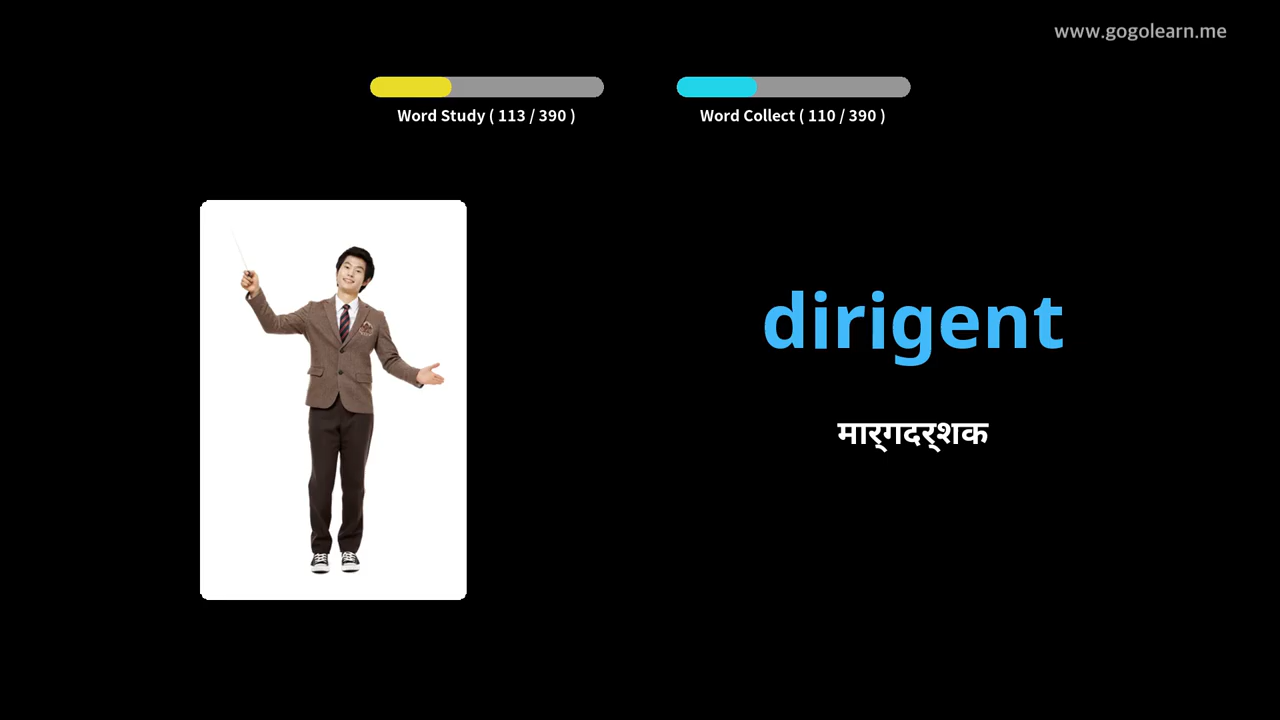 www.gogolearn.me
Word Study ( 113 / 390 )
Word Collect ( 110 / 390 )
dirigent
मार्गदर्शक